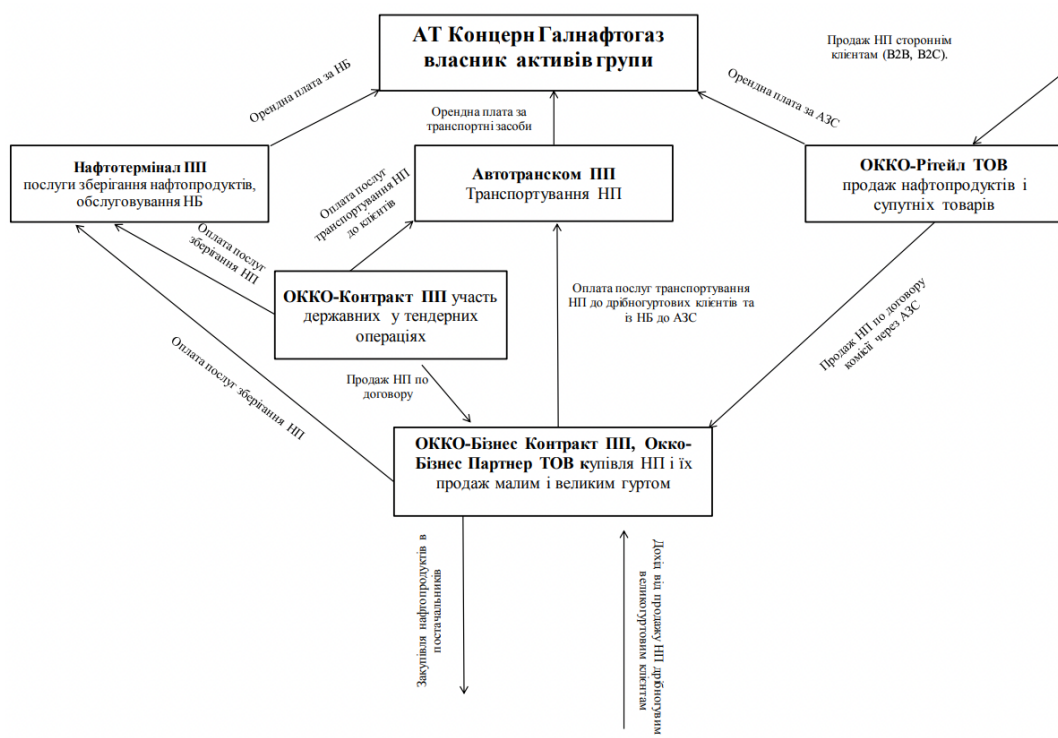 АТ Концерн Галнафтогаз
власник активів групи
Продаж НП стороннім
клієнтам (B2B, B2C).
Орендна плата за НБ
Орендна плата за
транспортні засоби
Орендна плата за АЗС
Нафтотермінал ПП
послуги зберігання нафтопродуктів,
обслуговування НБ
Автотранском ПП
Транспортування НП
ОККО-Рітейл ТОВ
продаж нафтопродуктів і
супутніх товарів
Оплата послуг
транспортування НП
до клієнтів
Оплата послуг
зберігання НП
ОККО-Контракт ПП участь
державних у тендерних
операціях
Оплата послуг транспортування
НП до дрібногуртових клієнтів та
із НБ до АЗС
Продаж НП по договору
комісії через АЗС
Оплата послуг зберігання НП
Продаж НП по
договору
ОККО-Бізнес Контракт ПП, Окко-
Бізнес Партнер ТОВ купівля НП і їх
продаж малим і великим гуртом
Закупівля нафтопродуктів в
постачальників
Дохід від продажу НП дрібногувим
великогуртовим клієнтам